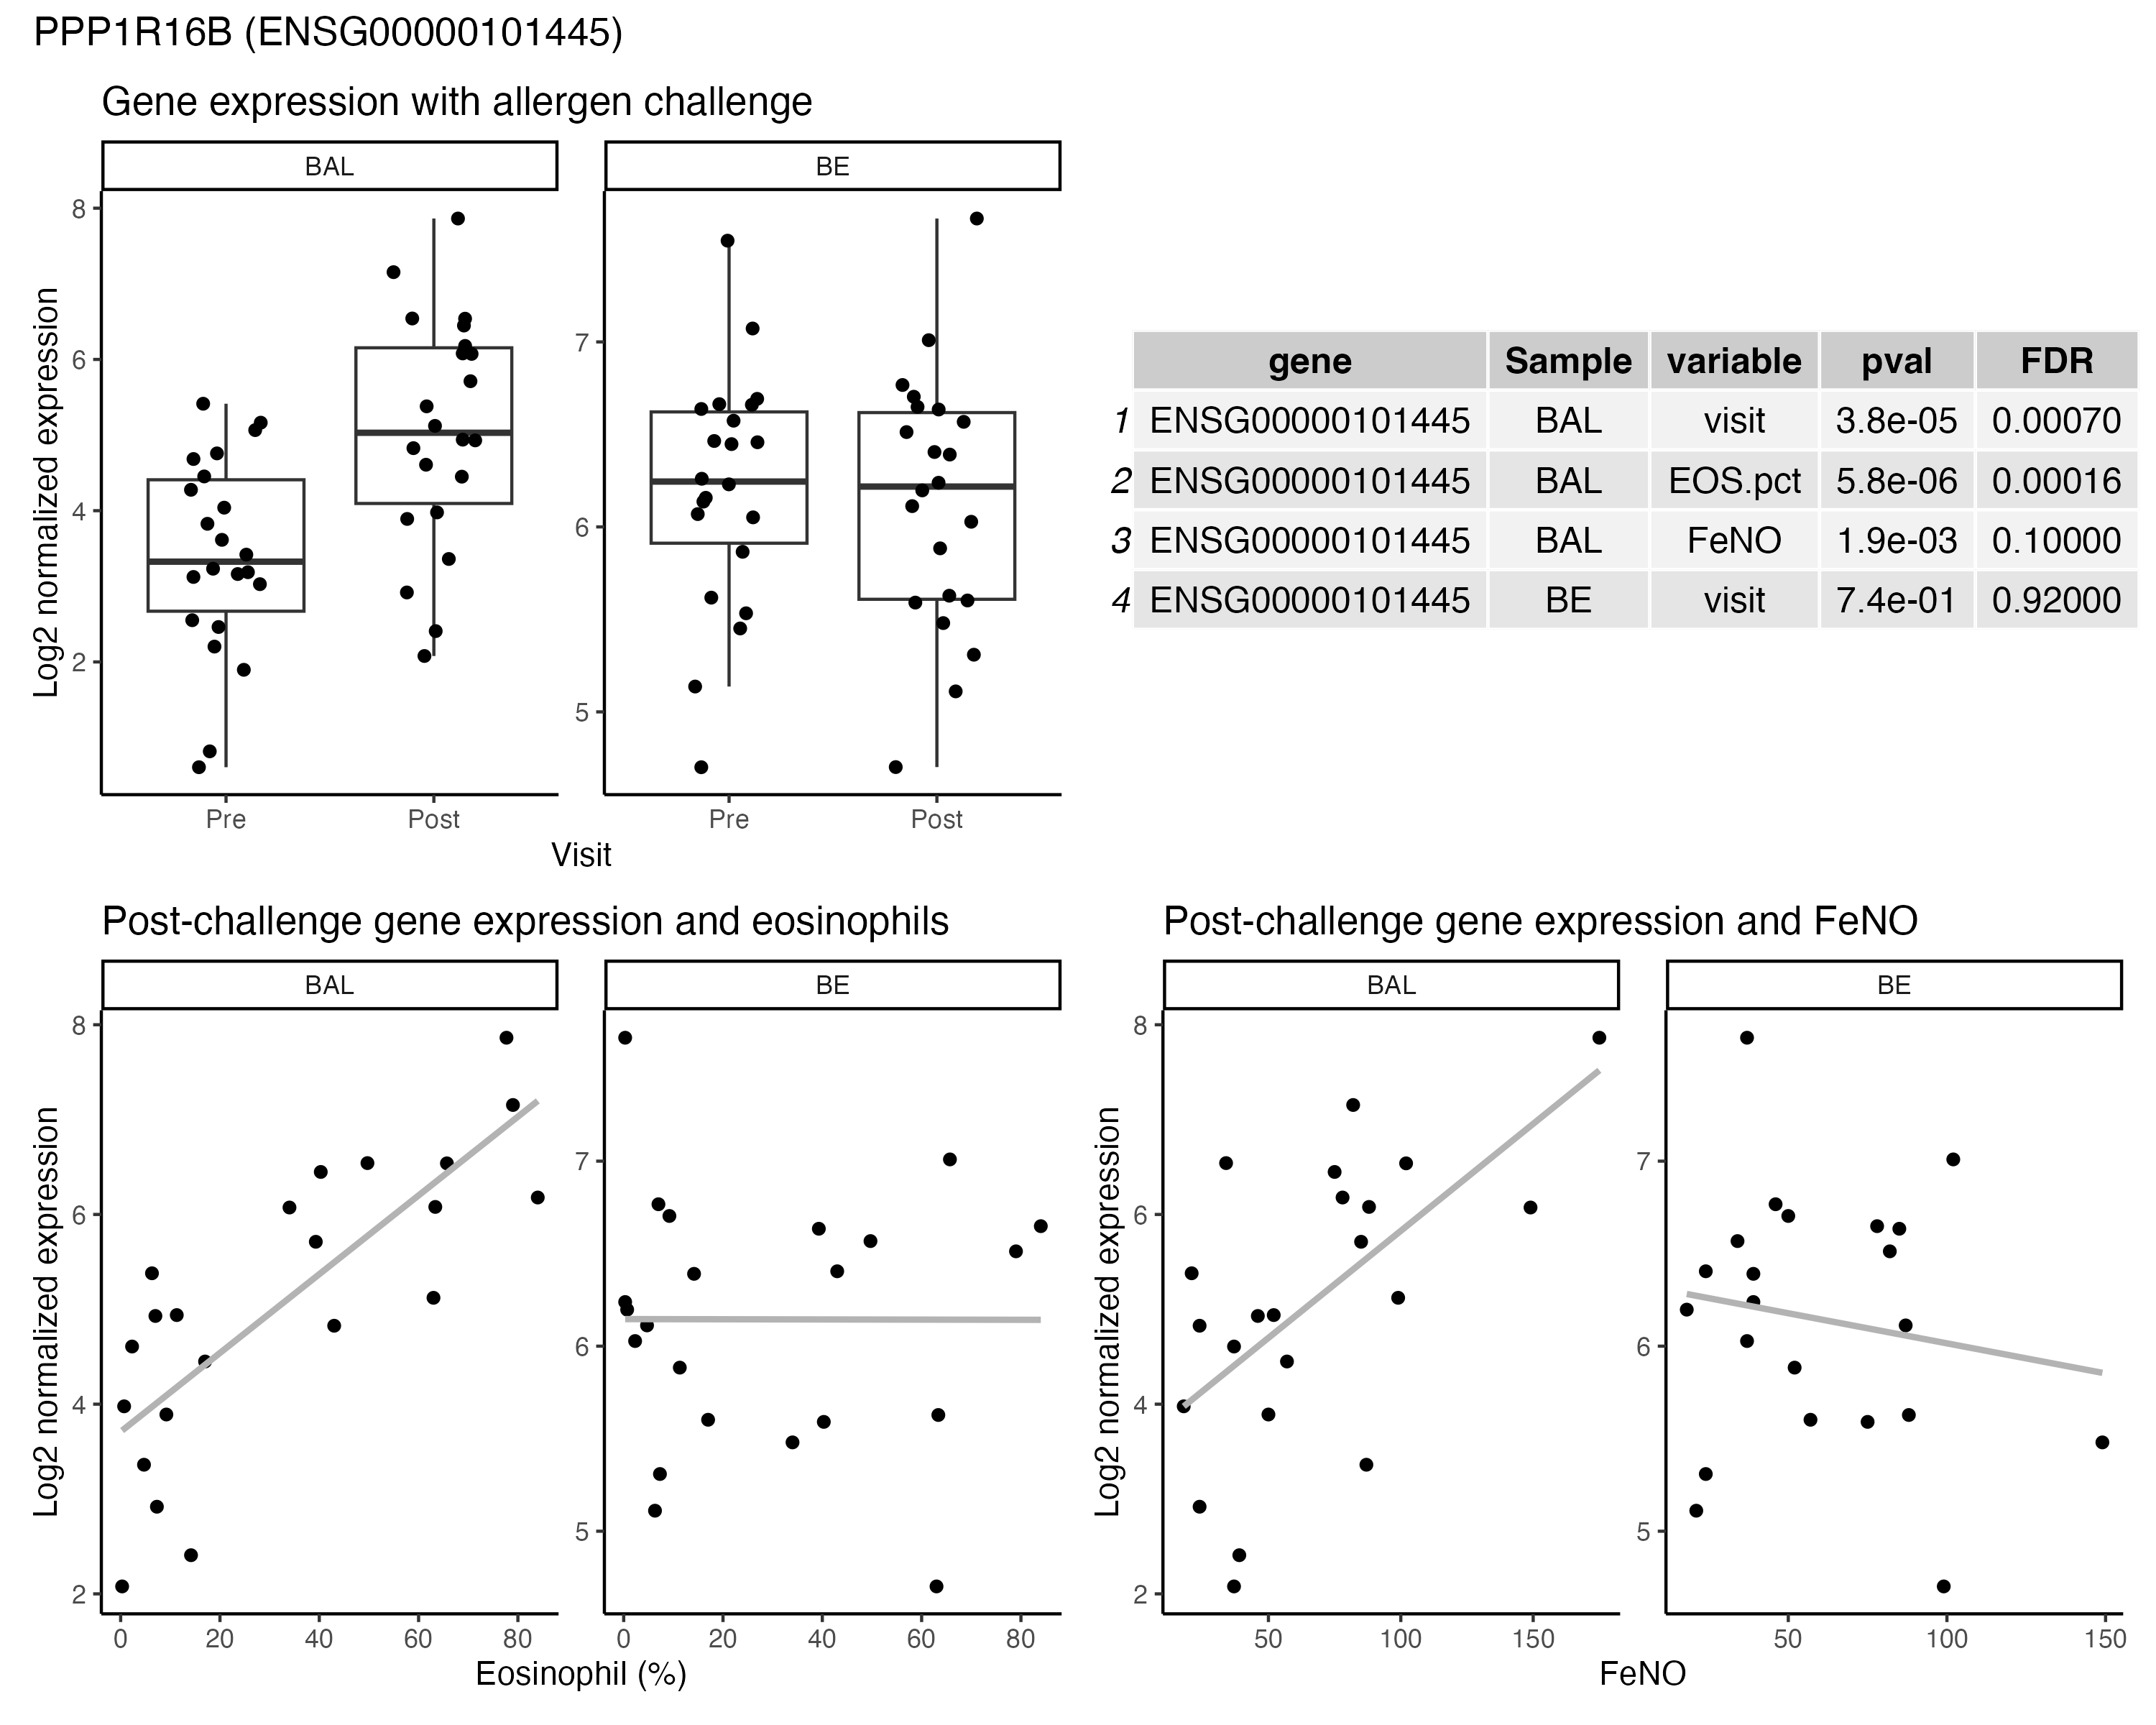 PPP1R16B (ENSG00000101445)
Gene expression with allergen challenge
BAL BE
Log2 normalized expression
8
6
4
2
7
6
5
Pre Post Pre Post
Visit
gene Sample variable pval FDR
1 ENSG00000101445 BAL visit 3.8e-05 0.00070
2 ENSG00000101445 BAL EOS.pct 5.8e-06 0.00016
3 ENSG00000101445 BAL FeNO 1.9e-03 0.10000
4 ENSG00000101445 BE visit 7.4e-01 0.92000
Post-challenge gene expression and eosinophils
BAL BE
Log2 normalized expression
8
6
4
2
7
6
5
0 20 40 60 80 0 20 40 60 80
Eosinophil (%)
Post-challenge gene expression and FeNO
BAL BE
Log2 normalized expression
8
6
4
2
7
6
5
50 100 150 50 100 150
FeNO